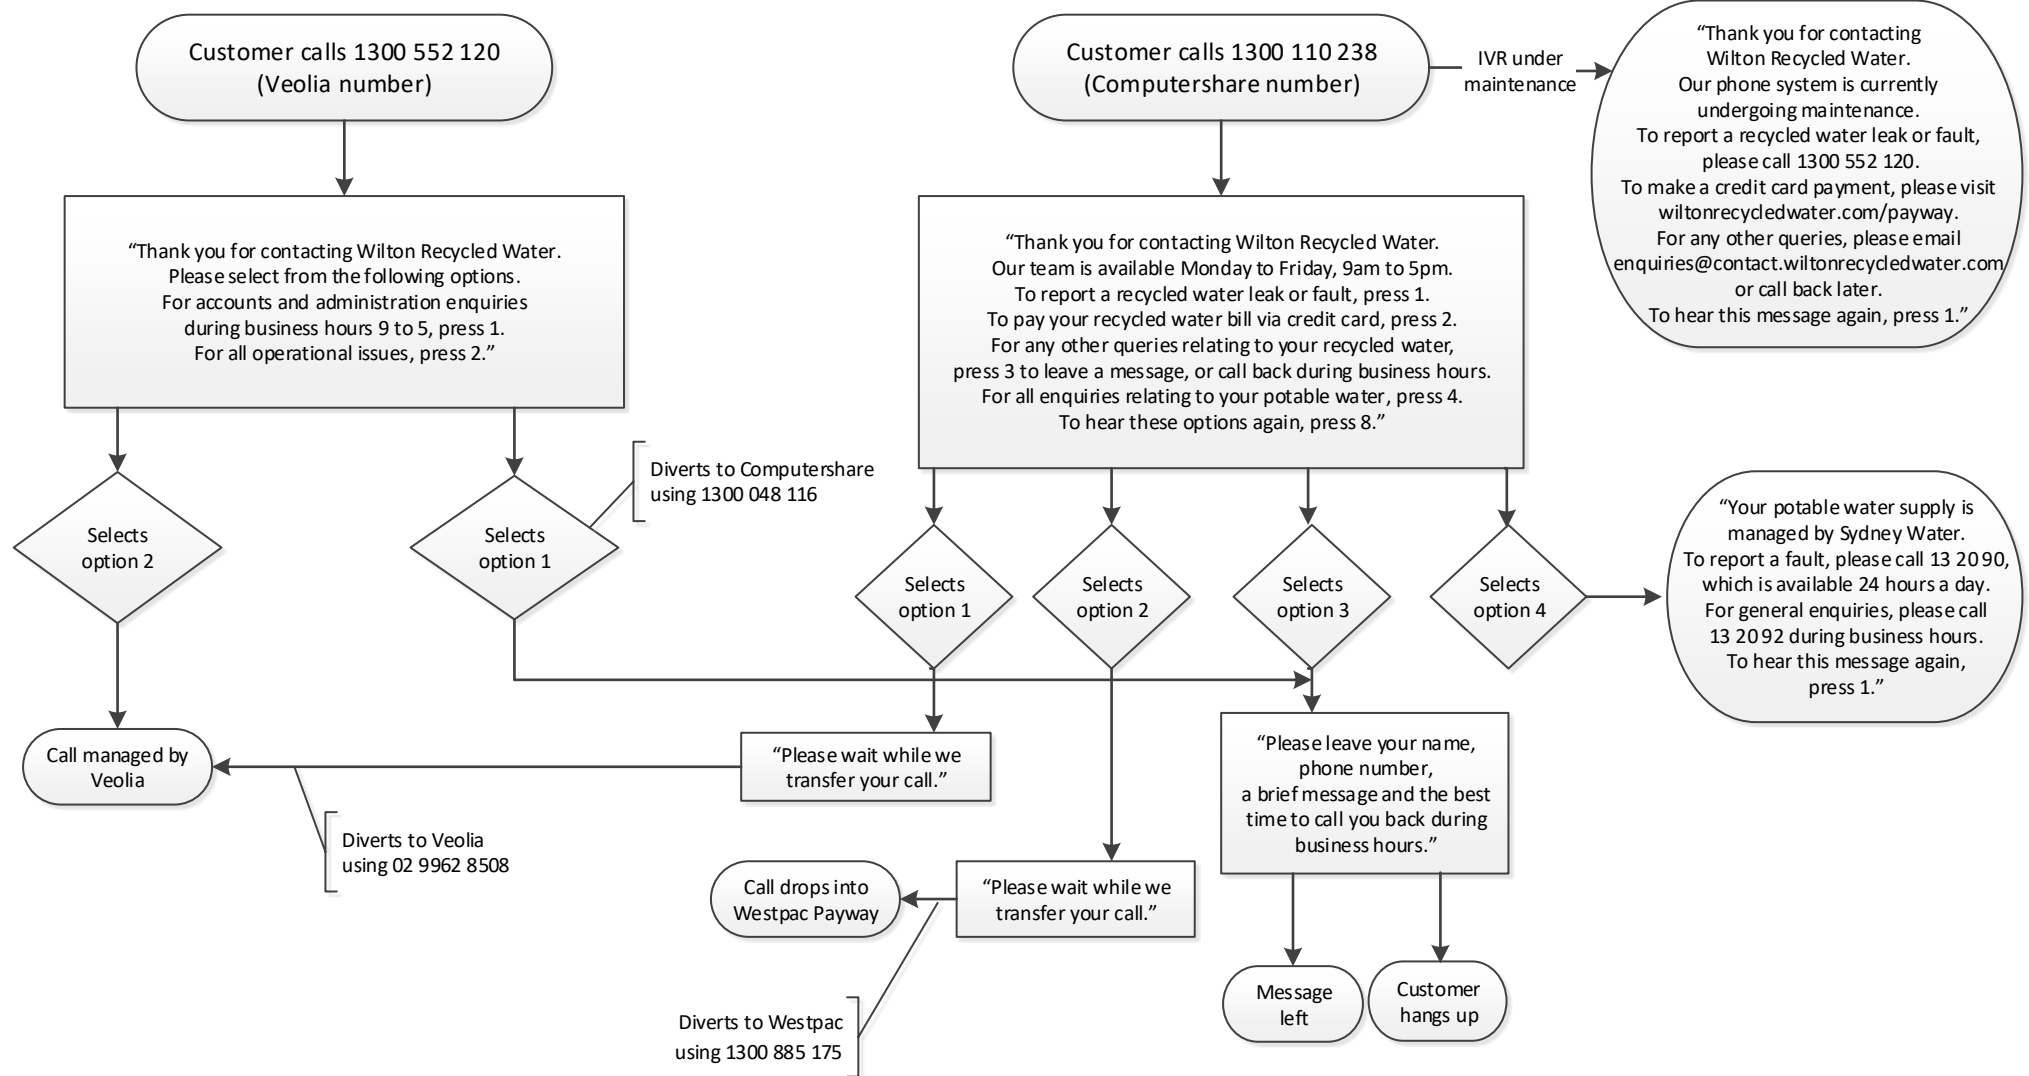 Customer calls 1300 552 120
(Veolia number)
Customer calls 1300 110 238
(Computershare number)
IVR under
maintenance
“Thank you for contacting
Wilton Recycled Water.
Our phone system is currently
undergoing maintenance.
To report a recycled water leak or fault,
please call 1300 552 120.
To make a credit card payment, please visit
wiltonrecycledwater.com/payway.
For any other queries, please email
enquiries@contact.wiltonrecycledwater.com
or call back later.
To hear this message again, press 1.”
“Thank you for contacting Wilton Recycled Water.
Please select from the following options.
For accounts and administration enquiries
during business hours 9 to 5, press 1.
For all operational issues, press 2.”
“Thank you for contacting Wilton Recycled Water.
Our team is available Monday to Friday, 9am to 5pm.
To report a recycled water leak or fault, press 1.
To pay your recycled water bill via credit card, press 2.
For any other queries relating to your recycled water,
press 3 to leave a message, or call back during business hours.
For all enquiries relating to your potable water, press 4.
To hear these options again, press 8.”
Selects
option 2
Selects
option 1
Diverts to Computershare
using 1300 048 116
Selects
option 1
Selects
option 2
Selects
option 3
Selects
option 4
“Your potable water supply is
managed by Sydney Water.
To report a fault, please call 13 20 90,
which is available 24 hours a day.
For general enquiries, please call
13 20 92 during business hours.
To hear this message again,
press 1.”
Call managed by
Veolia
“Please wait while we
transfer your call.”
“Please leave your name,
phone number,
a brief message and the best
time to call you back during
business hours.”
Diverts to Veolia
using 02 9962 8508
Call drops into
Westpac Payway
“Please wait while we
transfer your call.”
Diverts to Westpac
using 1300 885 175
Message
left
Customer
hangs up